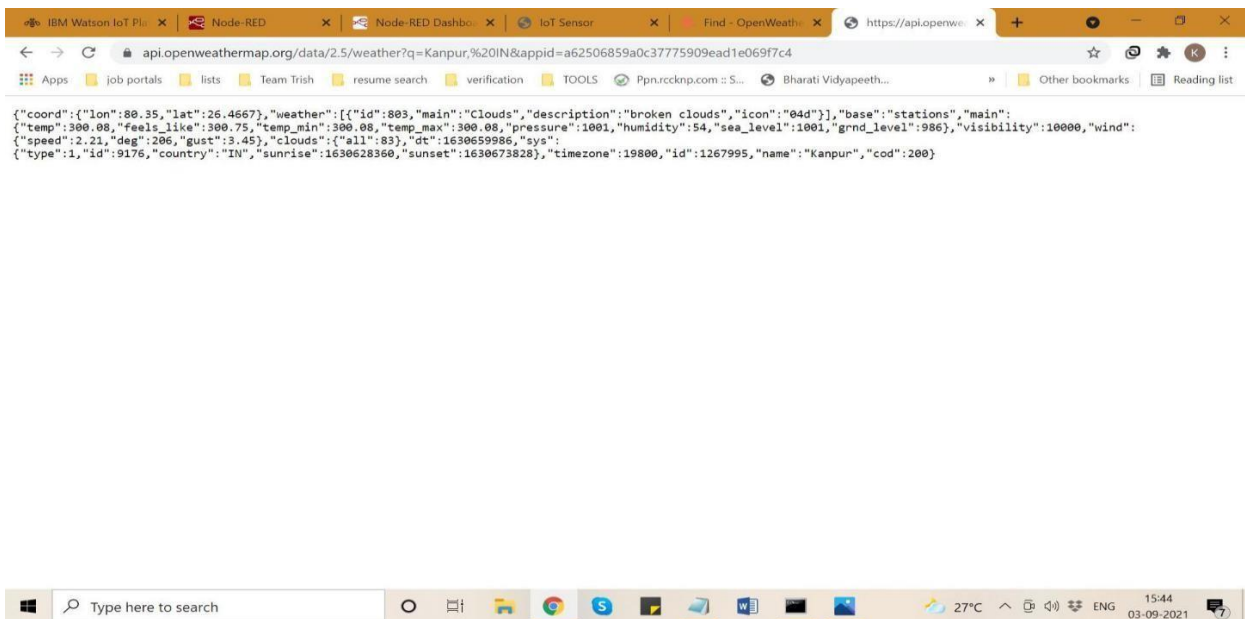 IBM Watson IoT Pla Node-RED Node-RED Dashboa IoT Sensor Find - OpenWeathe https://api.openwea
api.openweathermap.org/data/2.5/weather?q=Kanpur,%20IN&appid=a62506859a0c37775909ead1e069f7c4 K
Apps job portals lists Team Trish resume search verification TOOLS Ppn.rccknp.com :: S... Bharati Vidyapeeth... » Other bookmarks Reading list
{"coord":{"lon":80.35,"lat":26.4667},"weather":[{"id":803,"main":"Clouds","description":"broken clouds","icon":"04d"}],"base":"stations","main":
{"temp":300.08,"feels_like":300.75,"temp_min":300.08,"temp_max":300.08,"pressure":1001,"humidity":54,"sea_level":1001,"grnd_level":986},"visibility":10000,"wind":
{"speed":2.21,"deg":206,"gust":3.45},"clouds":{"all":83},"dt":1630659986,"sys":
{"type":1,"id":9176,"country":"IN","sunrise":1630628360,"sunset":1630673828},"timezone":19800,"id":1267995,"name":"Kanpur","cod":200}
Type here to search 27°C ENG 15:44
03-09-2021 7